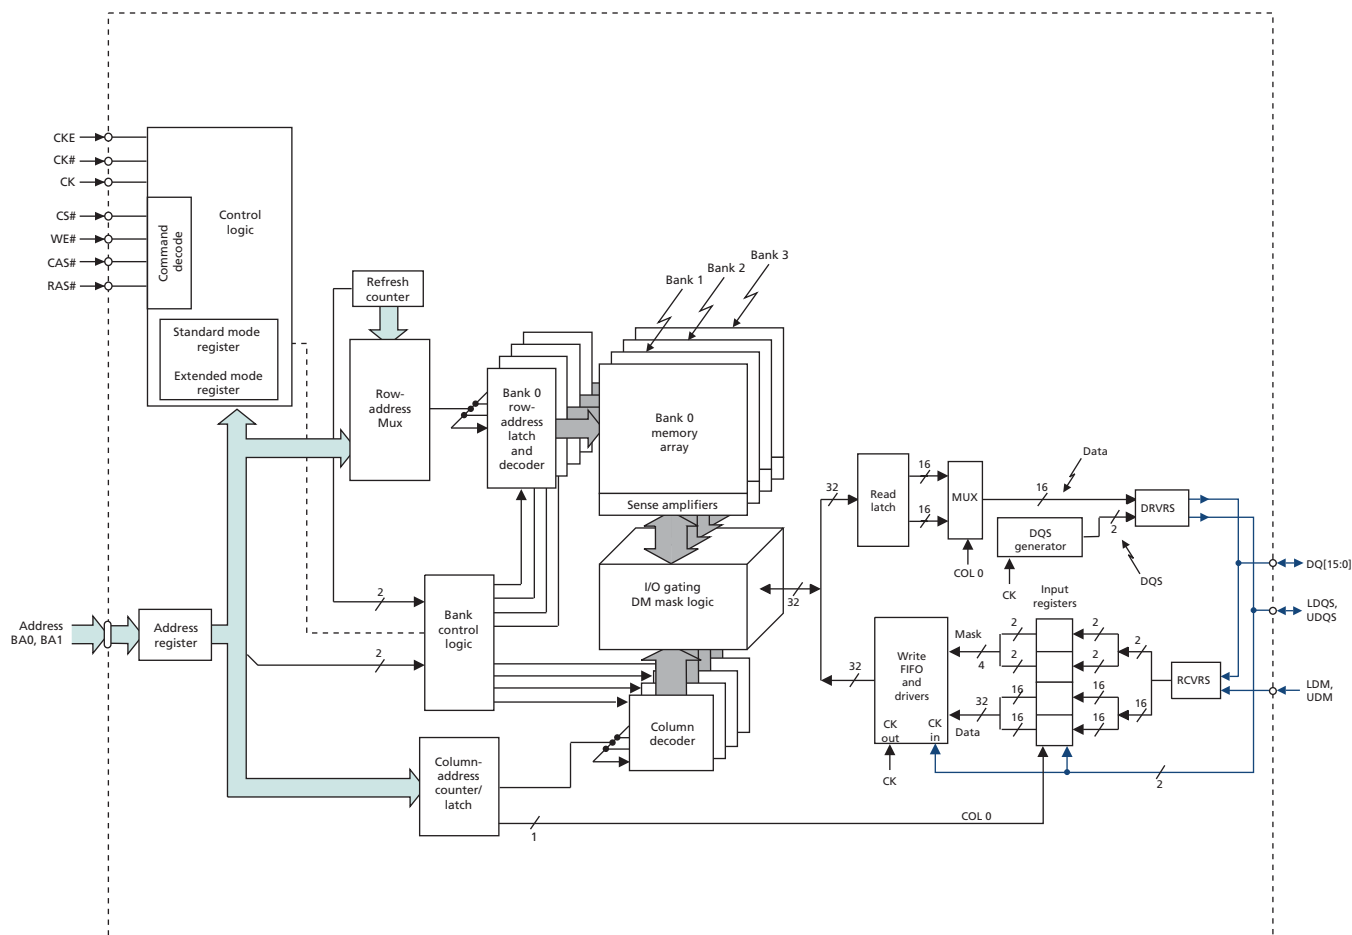 CKE
CK#
CK
CS#
WE#
CAS#
RAS#
Command
decode
Control
logic
Standard mode
register
Extended mode
register
Refresh
counter
Row-
address
Mux
Bank 0
row-
address
latch
and
decoder
Bank 1
Bank 2
Bank 3
Bank 0
memory
array
Sense amplifiers
I/O gating
DM mask logic
32
32
Read
latch
16
16
MUX
COL 0
16
Data
DQS
generator
CK
2
DQS
DRVRS
DQ[15:0]
LDQS,
UDQS
LDM,
UDM
Address
BA0, BA1
Address
register
2
2
Bank
control
logic
Column
decoder
Column-
address
counter/
latch
1
COL 0
32
Write
FIFO
and
drivers
CK
out
CK
in
CK
Mask
4
32
Data
Input
registers
2
2
2
2
2
16
16
16
16
16
RCVRS
2